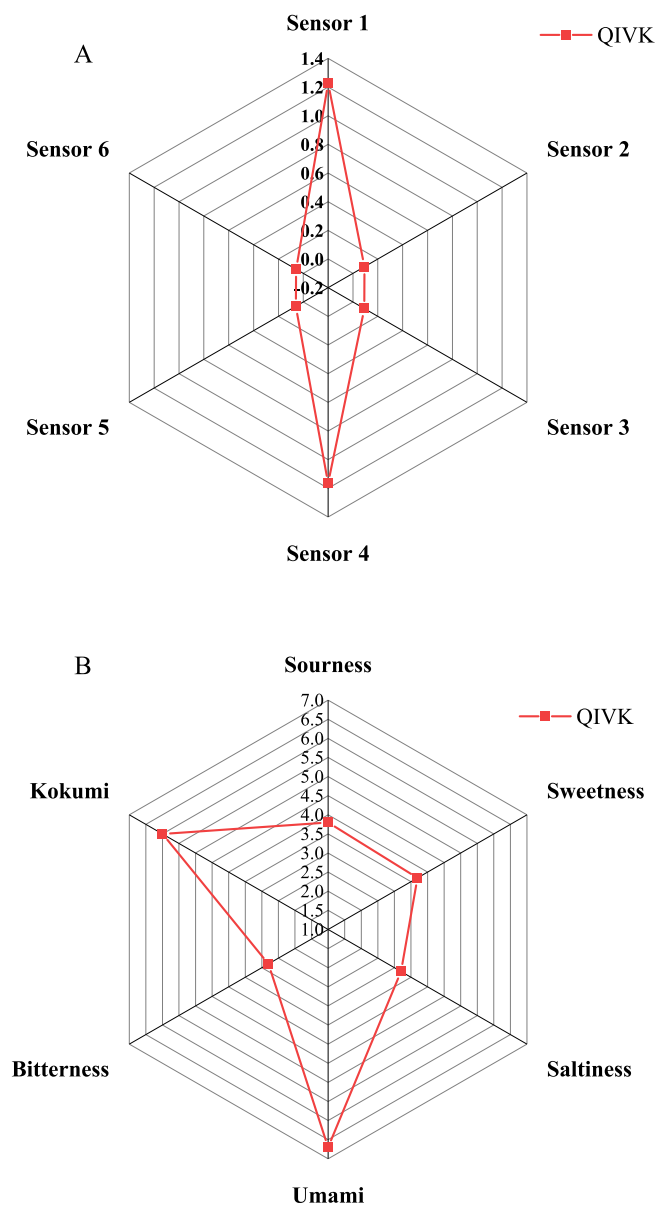 Sensor 1
A
QIVK
1.4
1.2
Sensor 6
1.0
Sensor 2
0.8
0.6
0.4
0.2
0.0
-0.2
Sensor 5
Sensor 3
Sensor 4
B
Sourness
7.0
QIVK
6.5
6.0
5.5
Kokumi
5.0
Sweetness
4.5
4.0
3.5
3.0
2.5
2.0
1.5
1.0
Bitterness
Saltiness
Umami